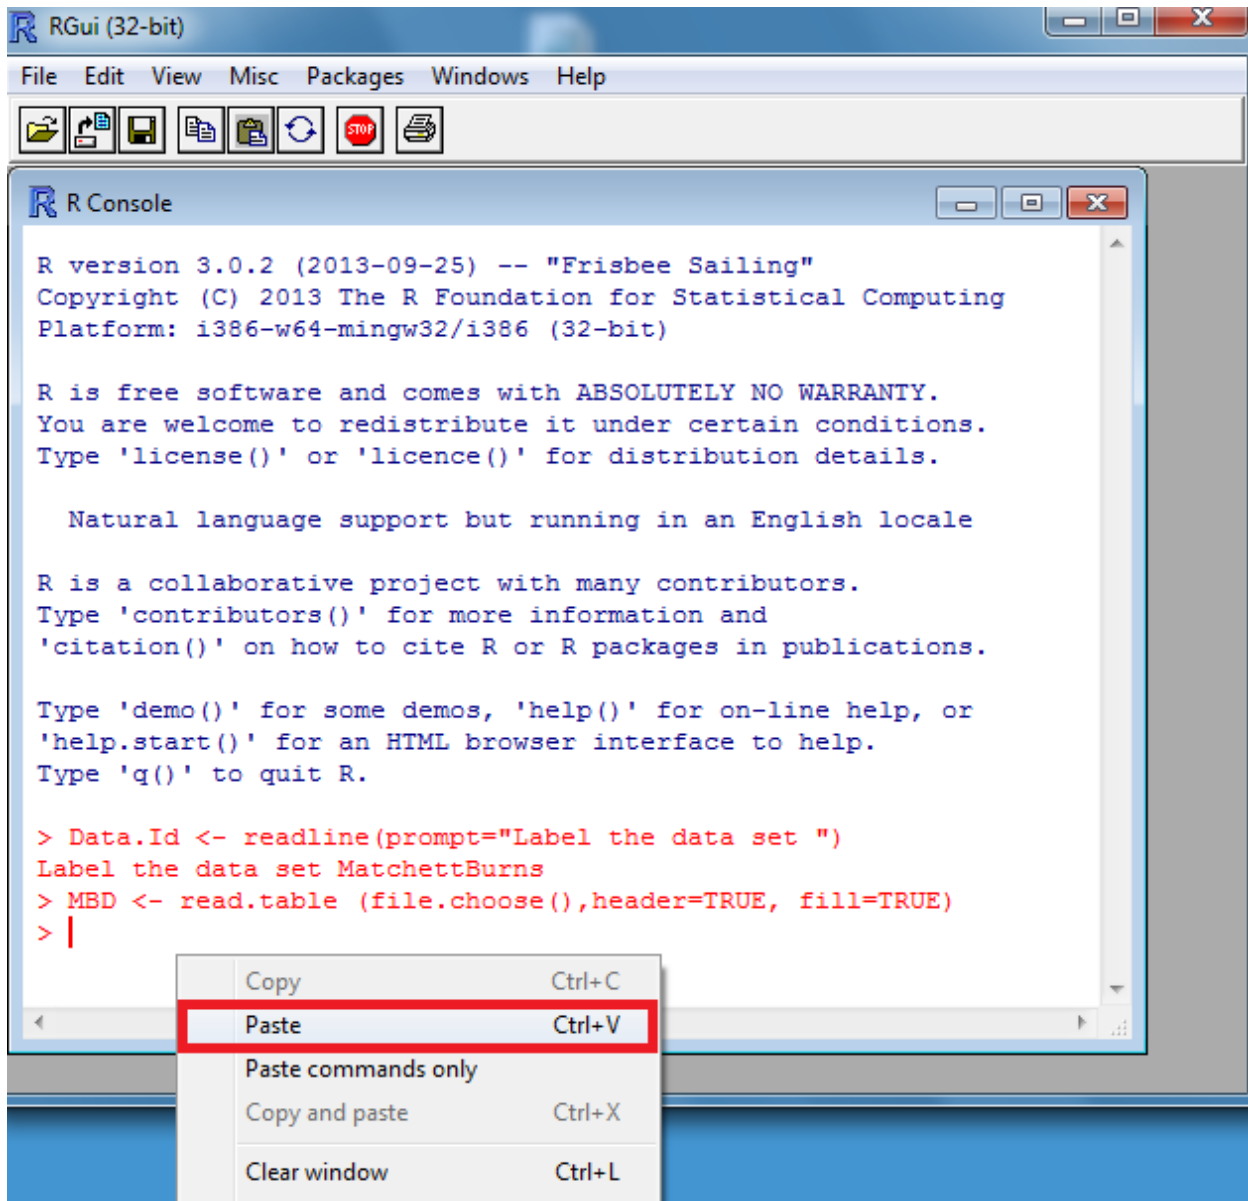 RGui (32-bit)
File Edit View Misc Packages Windows Help
STOP
R Console
R version 3.0.2 (2013-09-25) -- "Frisbee Sailing"
Copyright (C) 2013 The R Foundation for Statistical Computing
Platform: i386-w64-mingw32/i386 (32-bit)
R is free software and comes with ABSOLUTELY NO WARRANTY.
You are welcome to redistribute it under certain conditions.
Type 'license()' or 'licence()' for distribution details.
Natural language support but running in an English locale
R is a collaborative project with many contributors.
Type 'contributors()' for more information and
'citation()' on how to cite R or R packages in publications.
Type 'demo()' for some demos, 'help()' for on-line help, or
'help.start()' for an HTML browser interface to help.
Type 'q()' to quit R.
> Data.Id <- readline(prompt="Label the data set ")
Label the data set MatchettBurns
> MBD <- read.table (file.choose(),header=TRUE, fill=TRUE)
>
Copy Ctrl+C
Paste Ctrl+V
Paste commands only
Copy and paste Ctrl+X
Clear window Ctrl+L